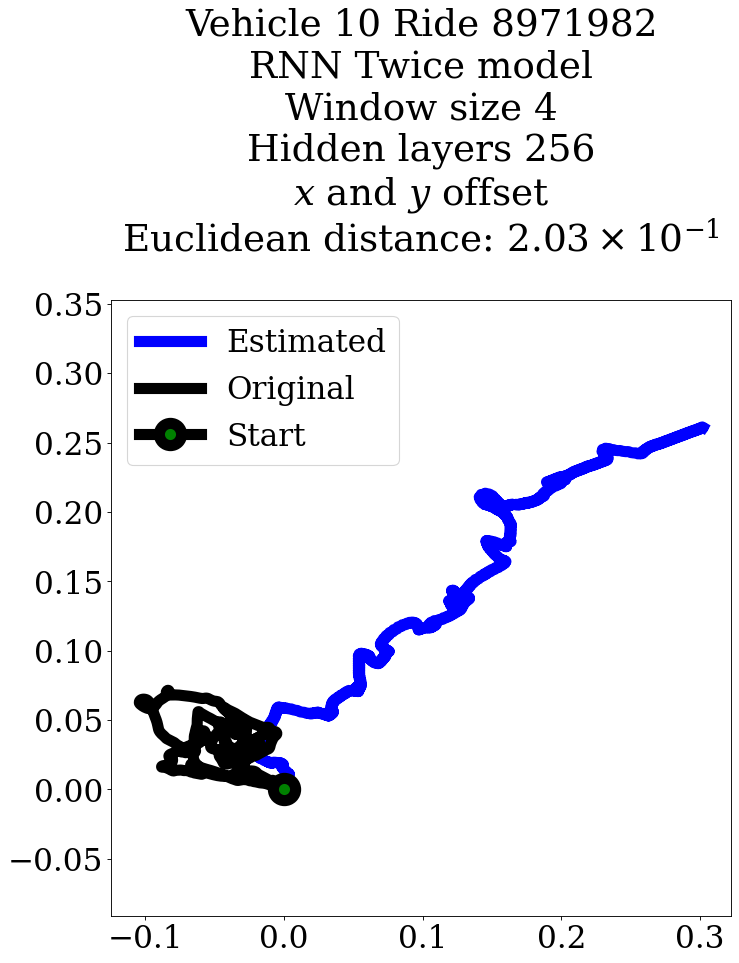 Vehicle 10 Ride 8971982
RNN Twice model
Window size 4
Hidden layers 256
x and y offset
Euclidean distance: 2.03 × 10⁻¹
0.35
Estimated
0.30
Original
Start
0.25
0.20
0.15
0.10
0.05
0.00
−0.05
−0.1 0.0 0.1 0.2 0.3